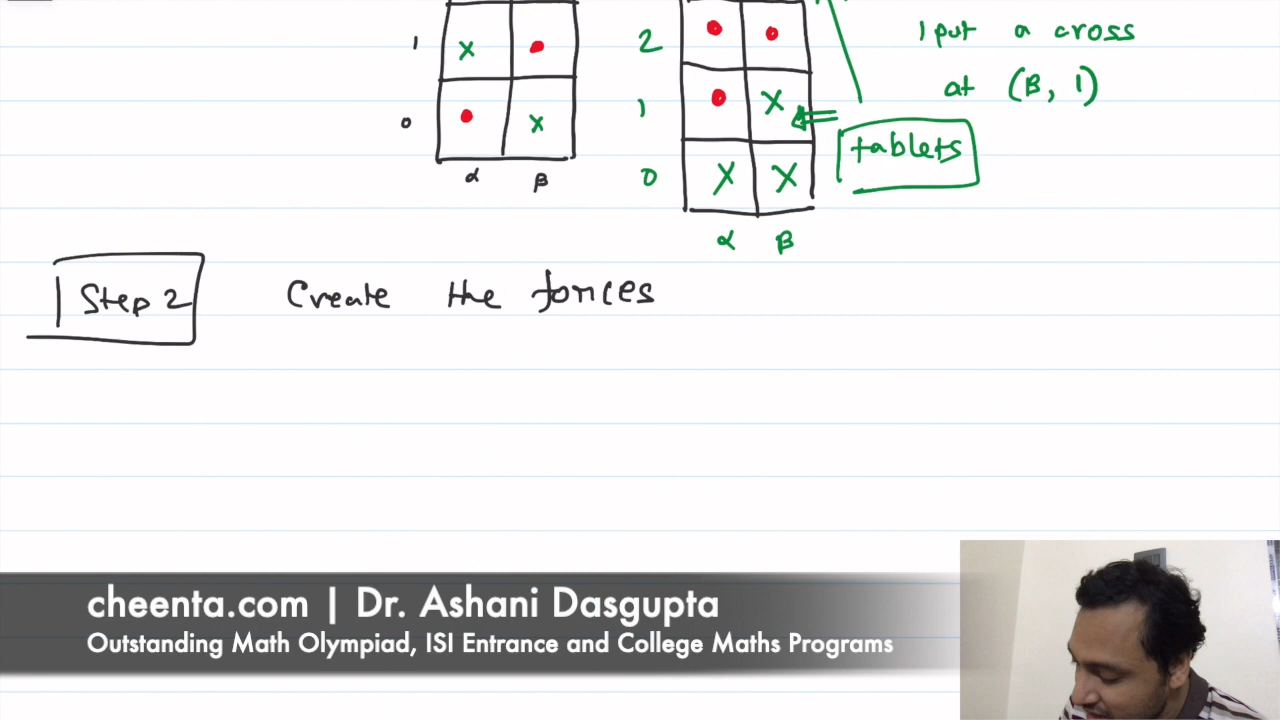 1 x
0 x
α β
2
1 X
0 X X
α β
I put a cross
at (β, 1)
tablets
Step 2 Create the forces
cheenta.com | Dr. Ashani Dasgupta
Outstanding Math Olympiad, ISI Entrance and College Maths Programs